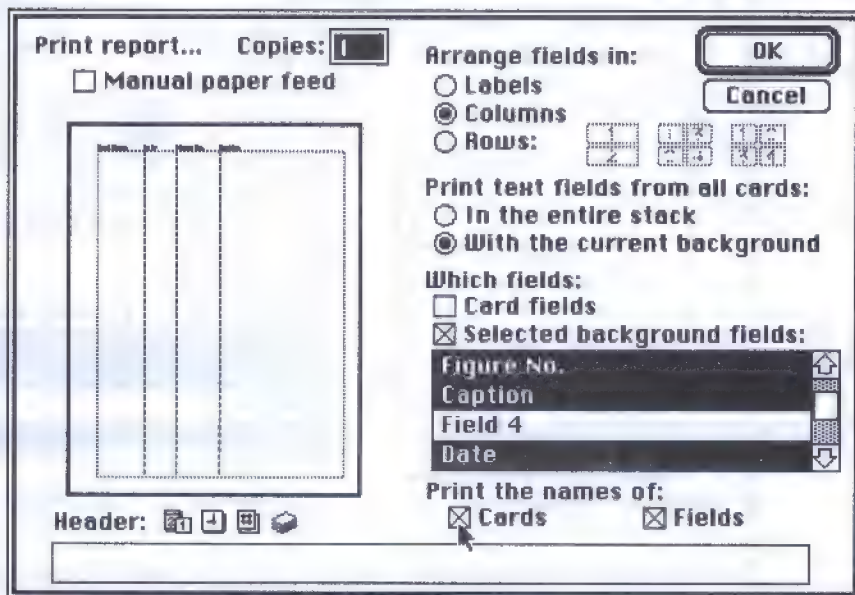 Print report... Copies: 1
Manual paper feed
Arrange fields in:
Labels
Columns
Rows:
OK
Cancel
Print text fields from all cards:
In the entire stack
With the current background
Which fields:
Card fields
Selected background fields:
Figure No.
Caption
Field 4
Date
Print the names of:
Cards Fields
Header: